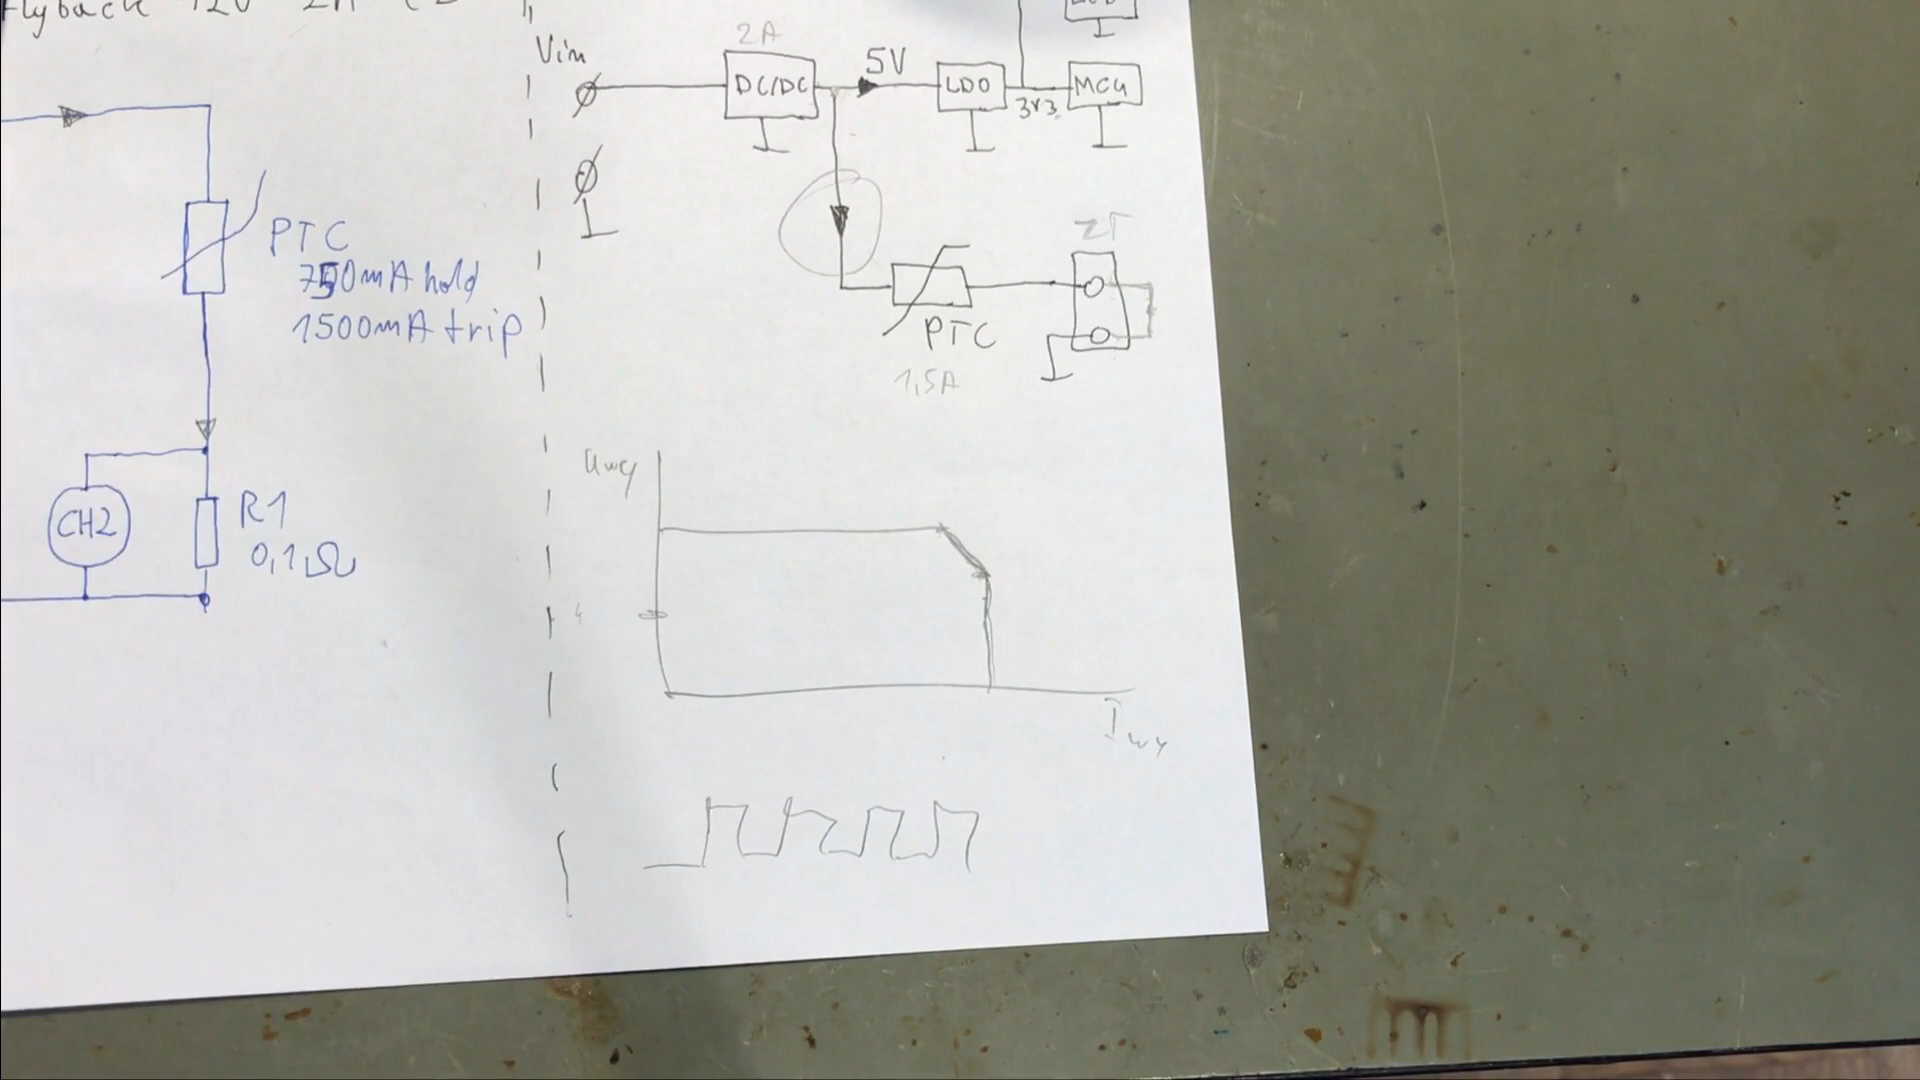 Flyback 12V 2A
PTC
750mA hold
1500mA trip
CH2
R1
0,1Ω
Vin
2A
DC/DC
5V
LDO
3V3
MCU
PTC
1,5A
Uwy
Iwy